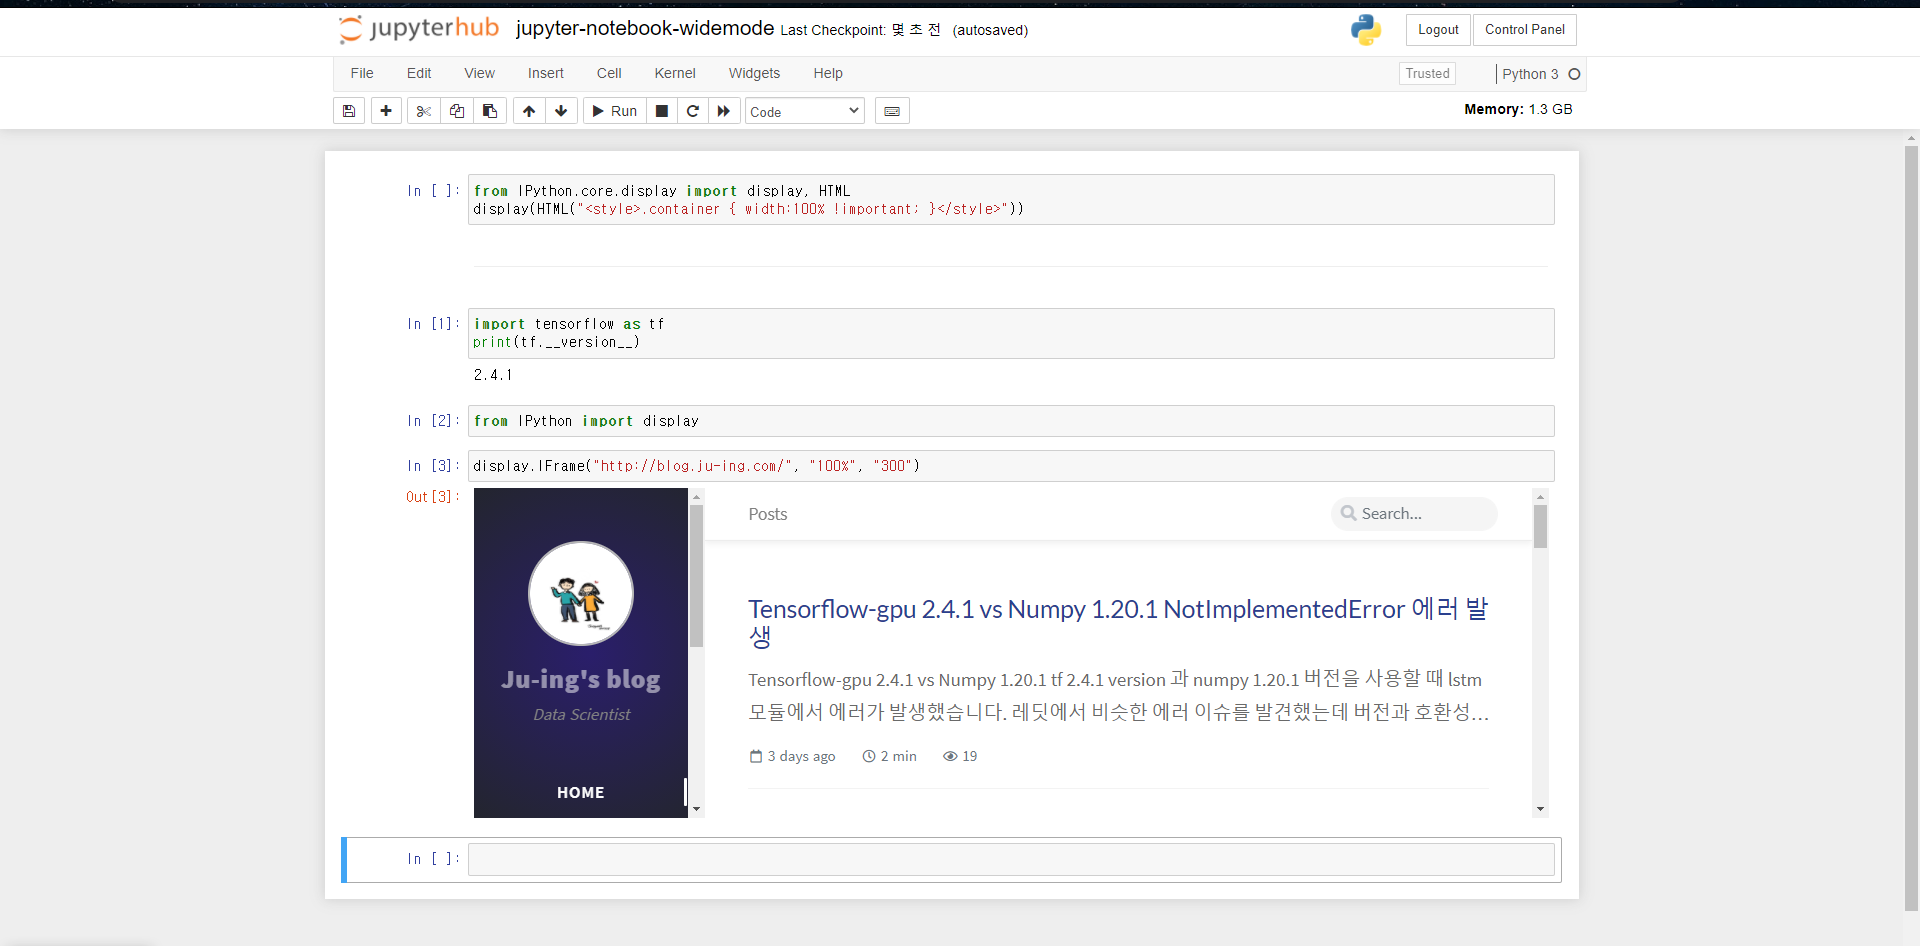 jupyterhub jupyter-notebook-widemode Last Checkpoint: 몇 초 전 (autosaved) Logout Control Panel
File Edit View Insert Cell Kernel Widgets Help Trusted Python 3
Run Code Memory: 1.3 GB
In [ ]: from IPython.core.display import display, HTML
display(HTML("<style>.container { width:100% !important; }</style>"))
In [1]: import tensorflow as tf
print(tf.__version__)
2.4.1
In [2]: from IPython import display
In [3]: display.IFrame("http://blog.ju-ing.com/", "100%", "300")
Out[3]:
Ju-ing's blog
Data Scientist
HOME
Posts Search...
Tensorflow-gpu 2.4.1 vs Numpy 1.20.1 NotImplementedError 에러 발
생
Tensorflow-gpu 2.4.1 vs Numpy 1.20.1 tf 2.4.1 version 과 numpy 1.20.1 버전을 사용할 때 lstm
모듈에서 에러가 발생했습니다. 레딧에서 비슷한 에러 이슈를 발견했는데 버전과 호환성...
3 days ago 2 min 19
In [ ]: